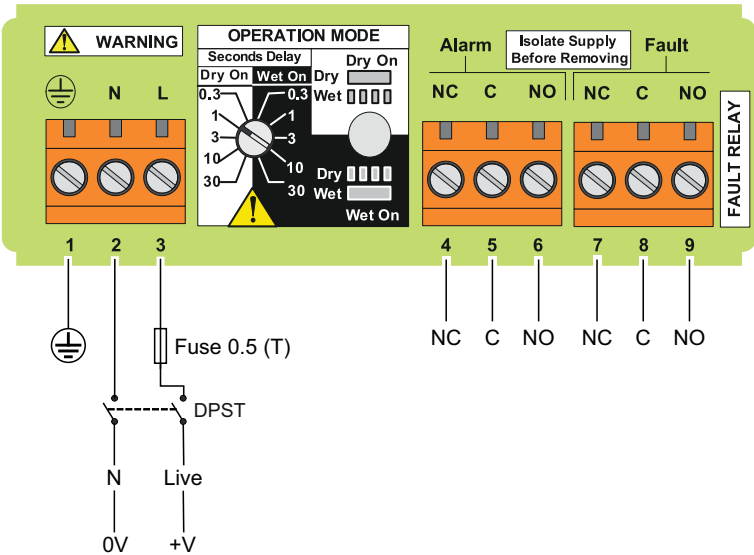 WARNING
N L
OPERATION MODE
Seconds Delay
Dry On Wet On
0.3 0.3
1 1
3 3
10 10
30 30
Dry On
Dry
Wet
Dry
Wet
Wet On
Alarm
Isolate Supply
Before Removing
Fault
NC C NO NC C NO
FAULT RELAY
1 2 3 4 5 6 7 8 9
NC C NO NC C NO
Fuse 0.5 (T)
DPST
N Live
0V +V